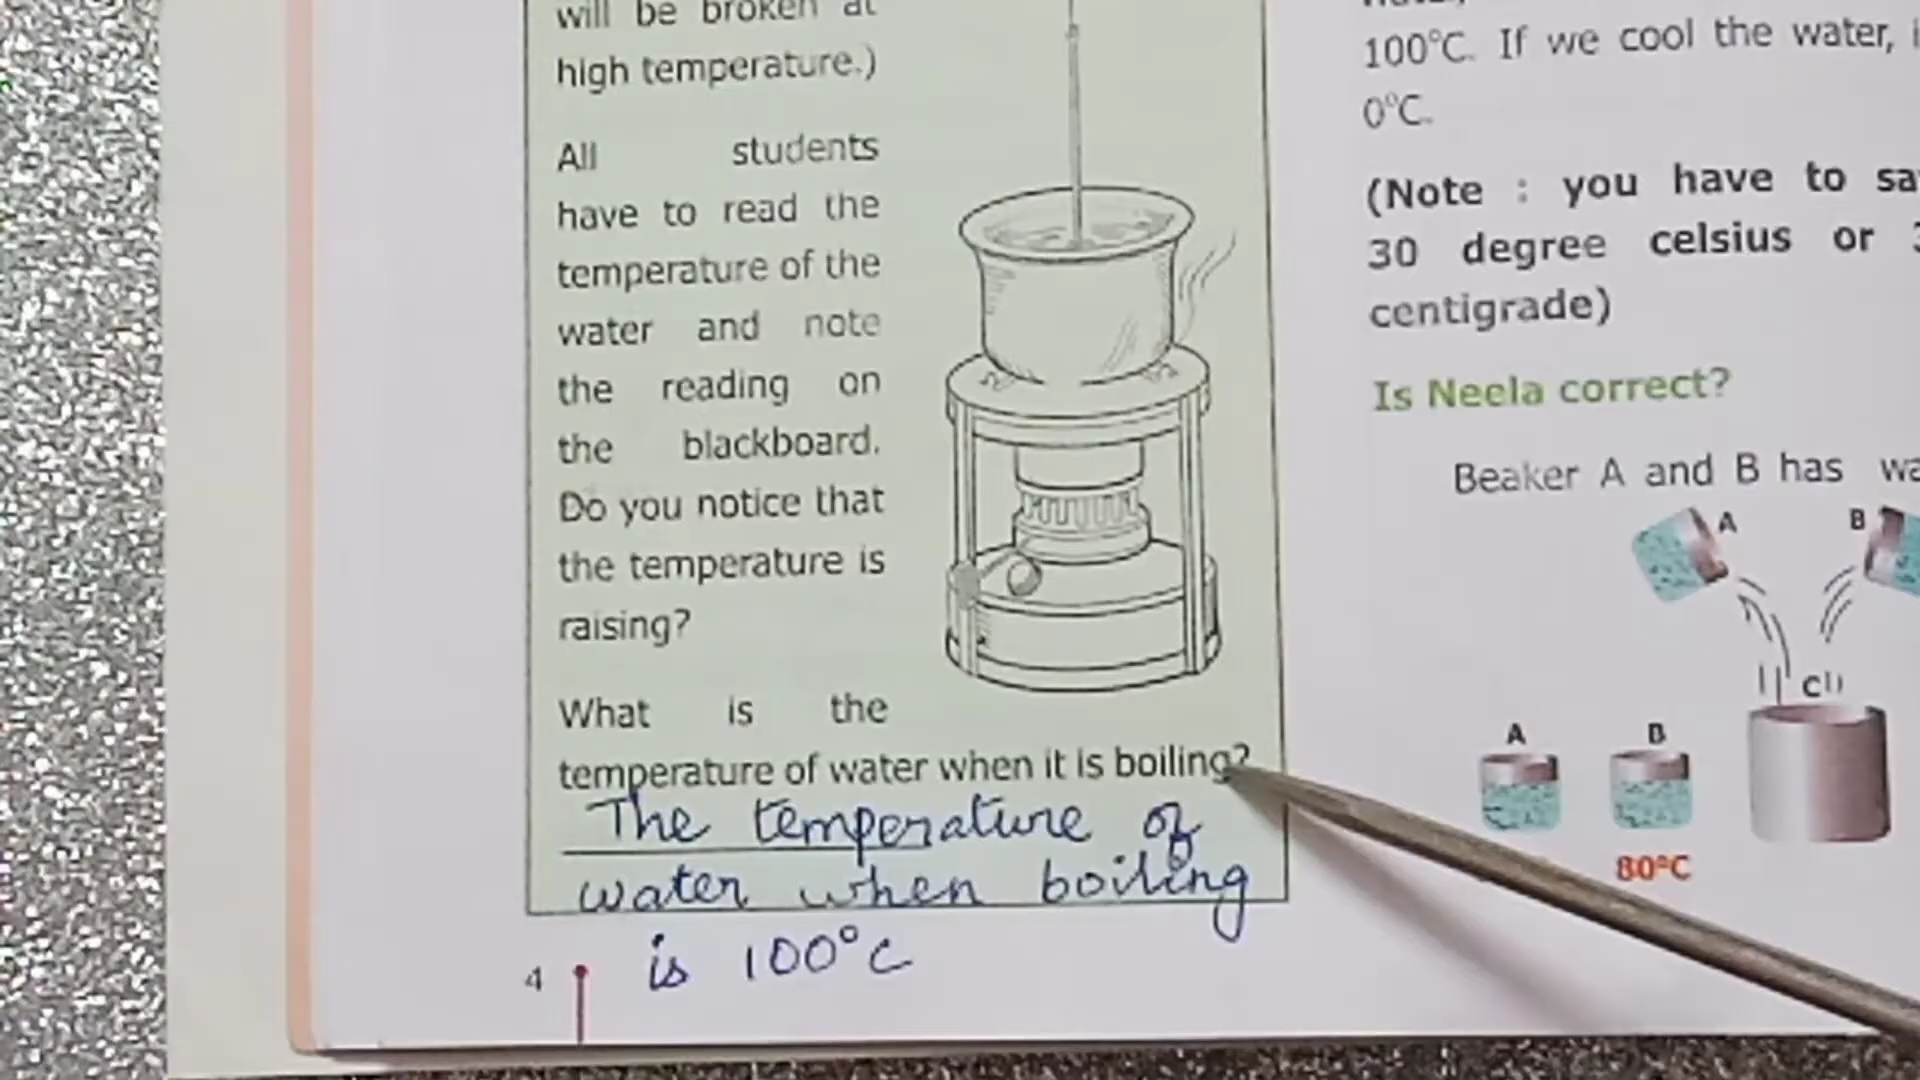 will be broken at
high temperature.)
All students
have to read the
temperature of the
water and note
the reading on
the blackboard.
Do you notice that
the temperature is
raising?
What is the
temperature of water when it is boiling?
The temperature of
water when boiling
is 100°C
4
100°C. If we cool the water,
0°C.
(Note : you have to
30 degree celsius or
centigrade)
Is Neela correct?
Beaker A and B has
A B
C
A B
80°C